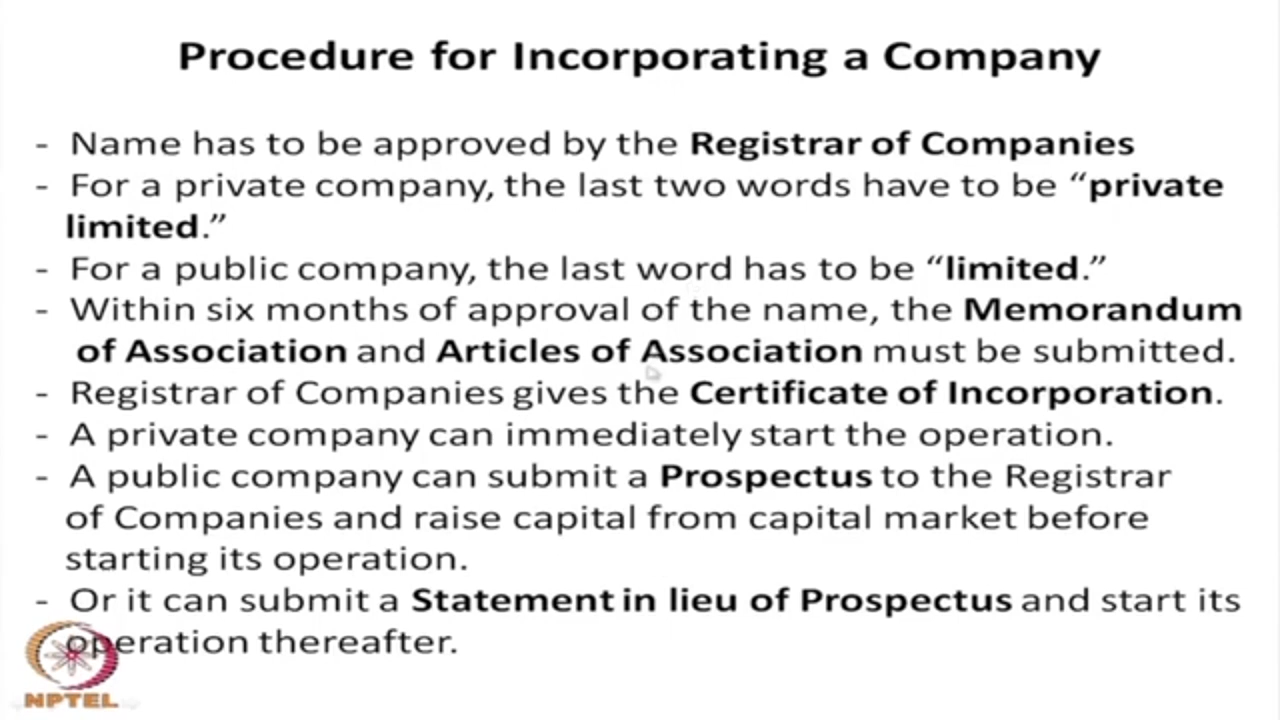 Procedure for Incorporating a Company
- Name has to be approved by the Registrar of Companies
- For a private company, the last two words have to be “private
limited.”
- For a public company, the last word has to be “limited.”
- Within six months of approval of the name, the Memorandum
of Association and Articles of Association must be submitted.
- Registrar of Companies gives the Certificate of Incorporation.
- A private company can immediately start the operation.
- A public company can submit a Prospectus to the Registrar
of Companies and raise capital from capital market before
starting its operation.
- Or it can submit a Statement in lieu of Prospectus and start its
operation thereafter.
NPTEL